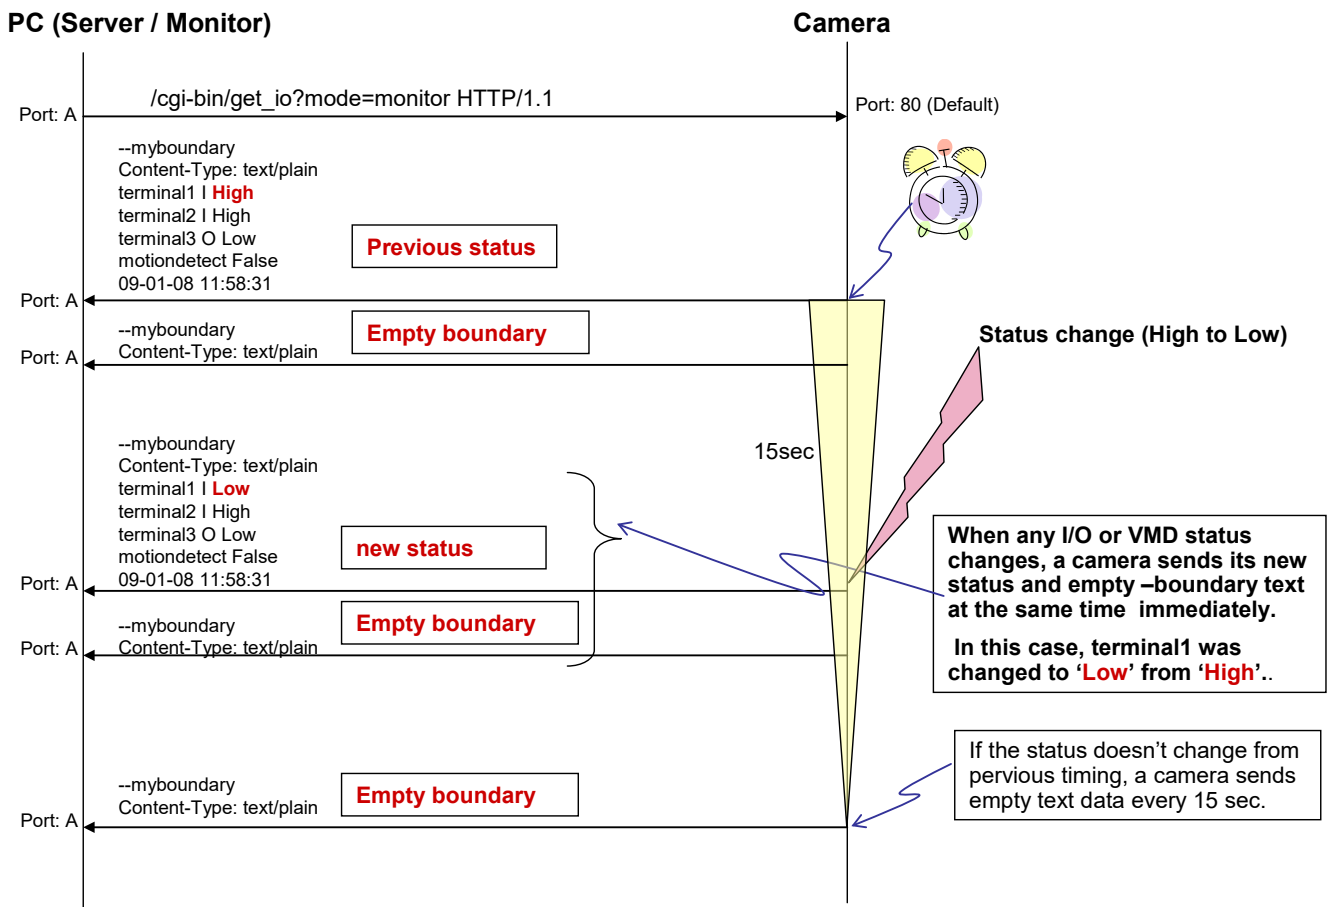 PC (Server / Monitor)
Camera
/cgi-bin/get_io?mode=monitor HTTP/1.1
Port: A
Port: 80 (Default)
--myboundary
Content-Type: text/plain
terminal1 I High
terminal2 I High
terminal3 O Low
motiondetect False
09-01-08 11:58:31
Previous status
Port: A
--myboundary
Content-Type: text/plain
Empty boundary
Port: A
Status change (High to Low)
15sec
--myboundary
Content-Type: text/plain
terminal1 I Low
terminal2 I High
terminal3 O Low
motiondetect False
09-01-08 11:58:31
new status
Port: A
When any I/O or VMD status
changes, a camera sends its new
status and empty –boundary text
at the same time immediately.
In this case, terminal1 was
changed to ‘Low’ from ‘High’..
--myboundary
Content-Type: text/plain
Empty boundary
Port: A
If the status doesn’t change from
pervious timing, a camera sends
empty text data every 15 sec.
--myboundary
Content-Type: text/plain
Empty boundary
Port: A